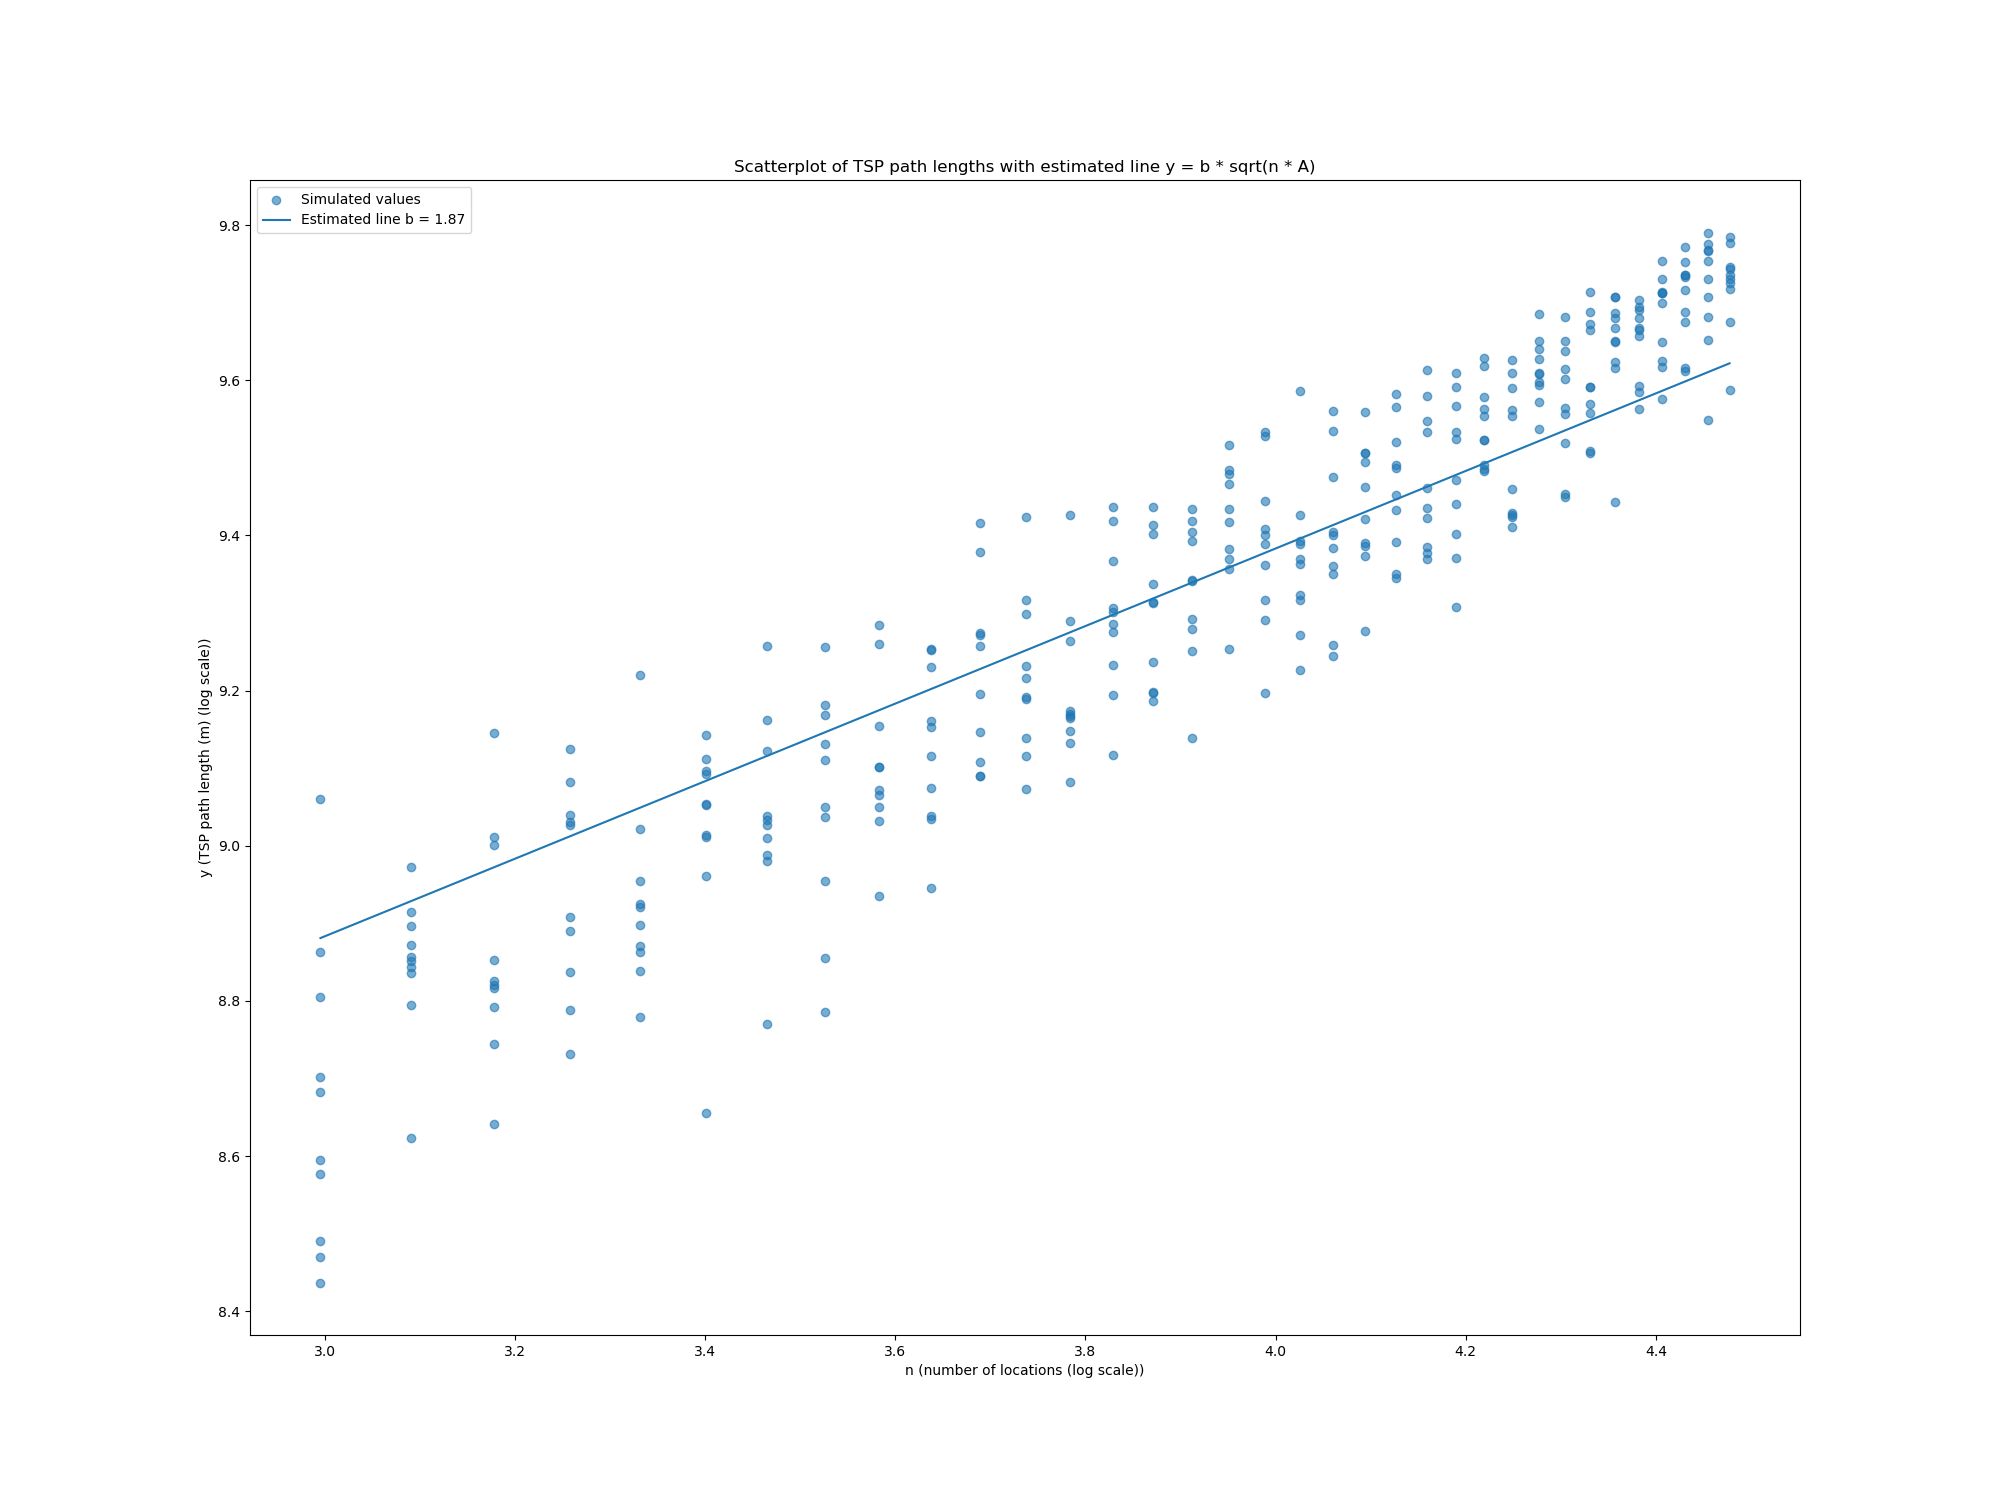 Scatterplot of TSP path lengths with estimated line y = b * sqrt(n * A)
Simulated values
Estimated line b = 1.87
y (TSP path length (m) (log scale))
9.8
9.6
9.4
9.2
9.0
8.8
8.6
8.4
3.0 3.2 3.4 3.6 3.8 4.0 4.2 4.4
n (number of locations (log scale))